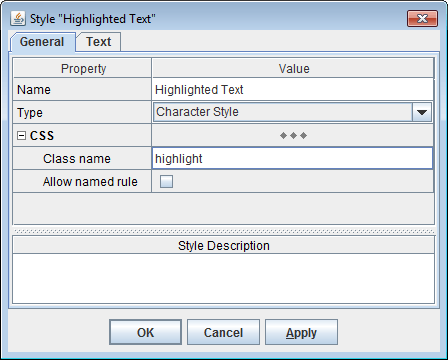 Style "Highlighted Text"
General Text
Property Value
Name Highlighted Text
Type Character Style
CSS
Class name highlight
Allow named rule
Style Description
OK Cancel Apply